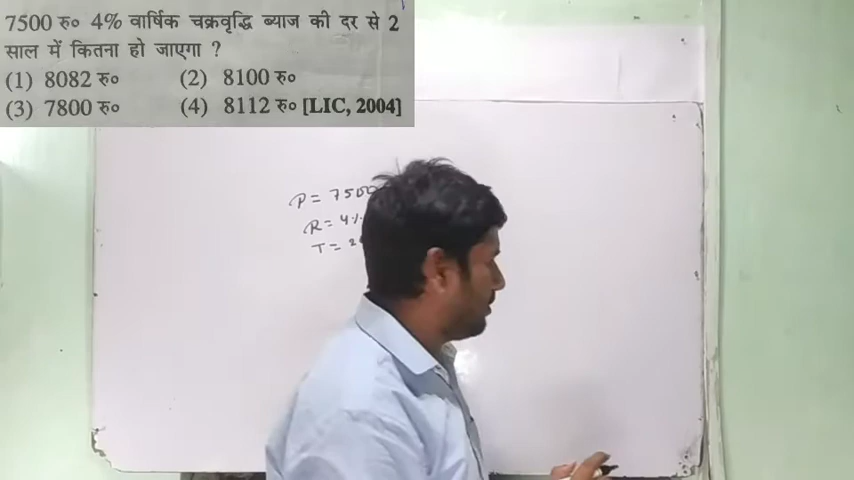 7500 रु० 4% वार्षिक चक्रवृद्धि ब्याज की दर से 2
साल में कितना हो जाएगा ?
(1) 8082 रु० (2) 8100 रु०
(3) 7800 रु० (4) 8112 रु० [LIC, 2004]
P = 7500
R = 4%
T = 2